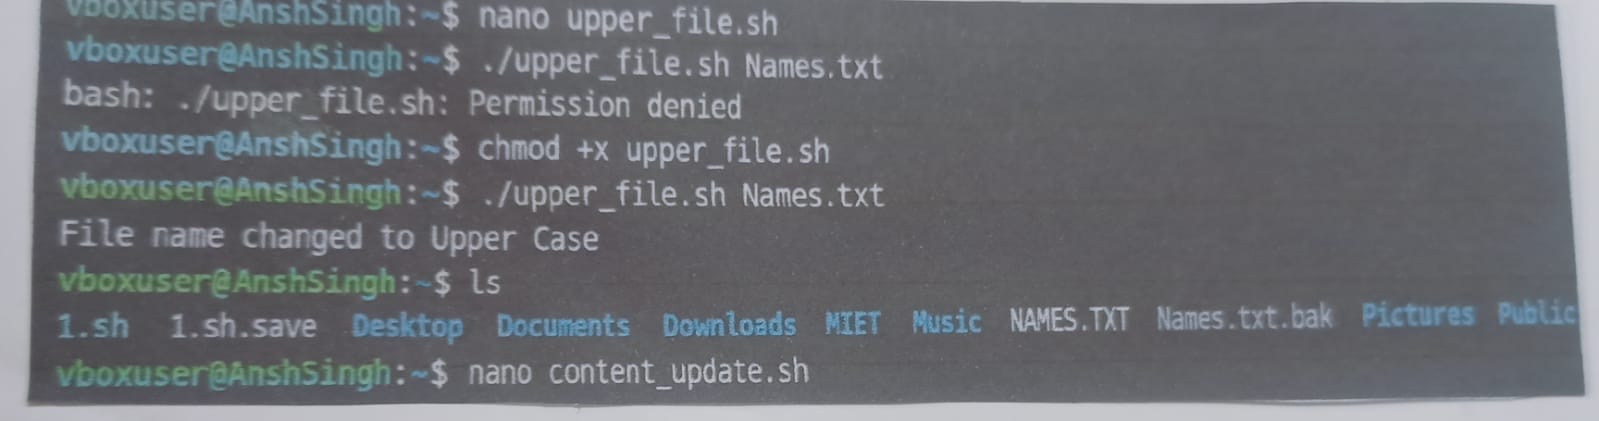 vboxuser@AnshSingh:~$ nano upper_file.sh
vboxuser@AnshSingh:~$ ./upper_file.sh Names.txt
bash: ./upper_file.sh: Permission denied
vboxuser@AnshSingh:~$ chmod +x upper_file.sh
vboxuser@AnshSingh:~$ ./upper_file.sh Names.txt
File name changed to Upper Case
vboxuser@AnshSingh:~$ ls
1.sh 1.sh.save Desktop Documents Downloads MIET Music NAMES.TXT Names.txt.bak Pictures Public
vboxuser@AnshSingh:~$ nano content_update.sh